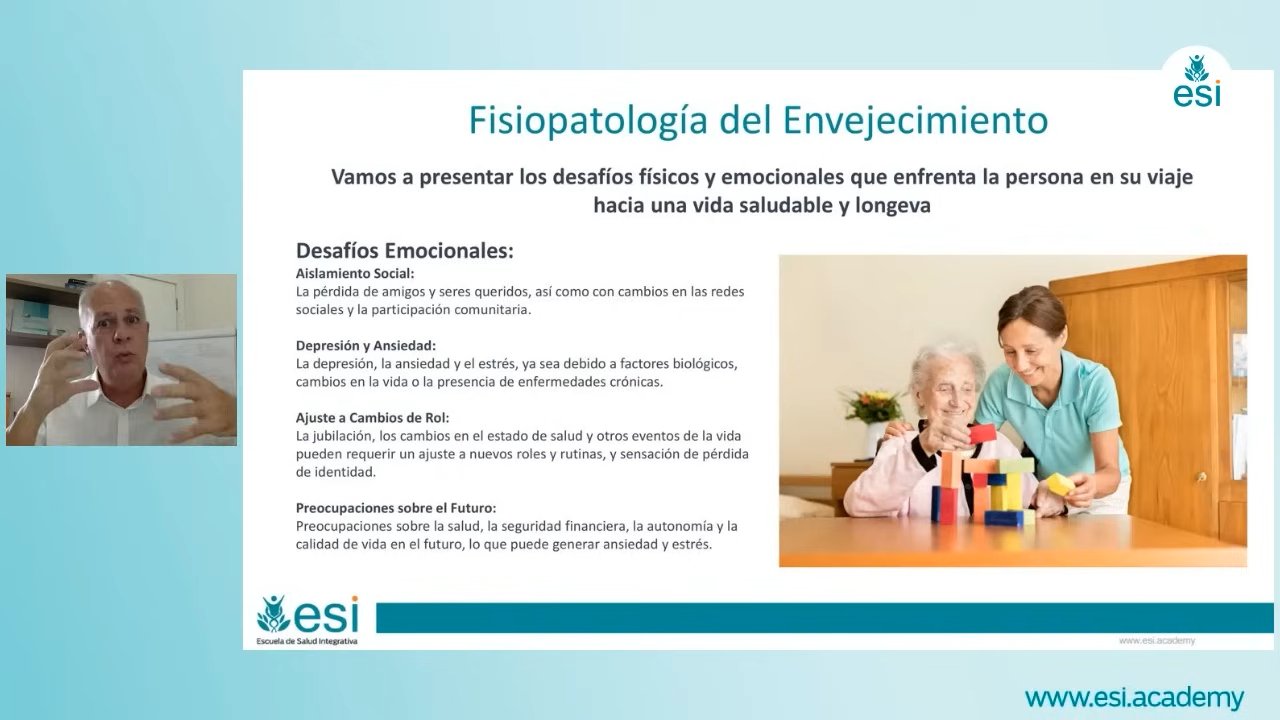 esi
Fisiopatología del Envejecimiento
Vamos a presentar los desafíos físicos y emocionales que enfrenta la persona en su viaje
hacia una vida saludable y longeva
Desafíos Emocionales:
Aislamiento Social:
La pérdida de amigos y seres queridos, así como con cambios en las redes
sociales y la participación comunitaria.
Depresión y Ansiedad:
La depresión, la ansiedad y el estrés, ya sea debido a factores biológicos,
cambios en la vida o la presencia de enfermedades crónicas.
Ajuste a Cambios de Rol:
La jubilación, los cambios en el estado de salud y otros eventos de la vida
pueden requerir un ajuste a nuevos roles y rutinas, y sensación de pérdida
de identidad.
Preocupaciones sobre el Futuro:
Preocupaciones sobre la salud, la seguridad financiera, la autonomía y la
calidad de vida en el futuro, lo que puede generar ansiedad y estrés.
esi
Escuela de Salud Integrativa
www.esi.academy
www.esi.academy